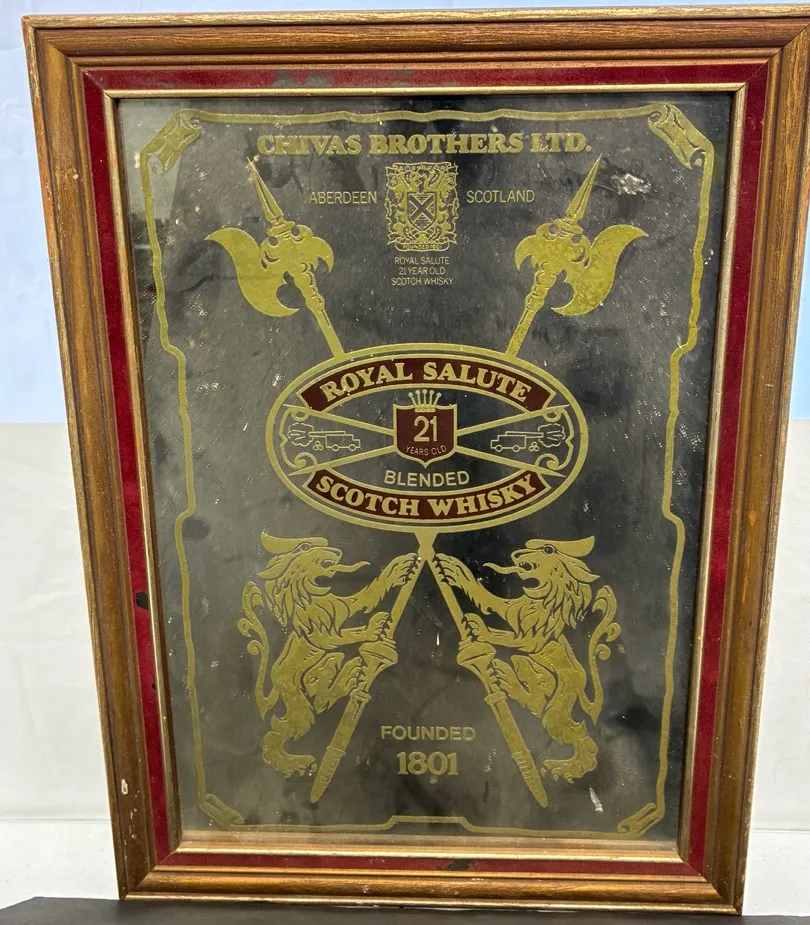 CHIVAS BROTHERS LTD.
ABERDEEN SCOTLAND
ROYAL SALUTE
21 YEAR OLD
SCOTCH WHISKY
ROYAL SALUTE
21
YEARS OLD
BLENDED
SCOTCH WHISKY
FOUNDED
1801